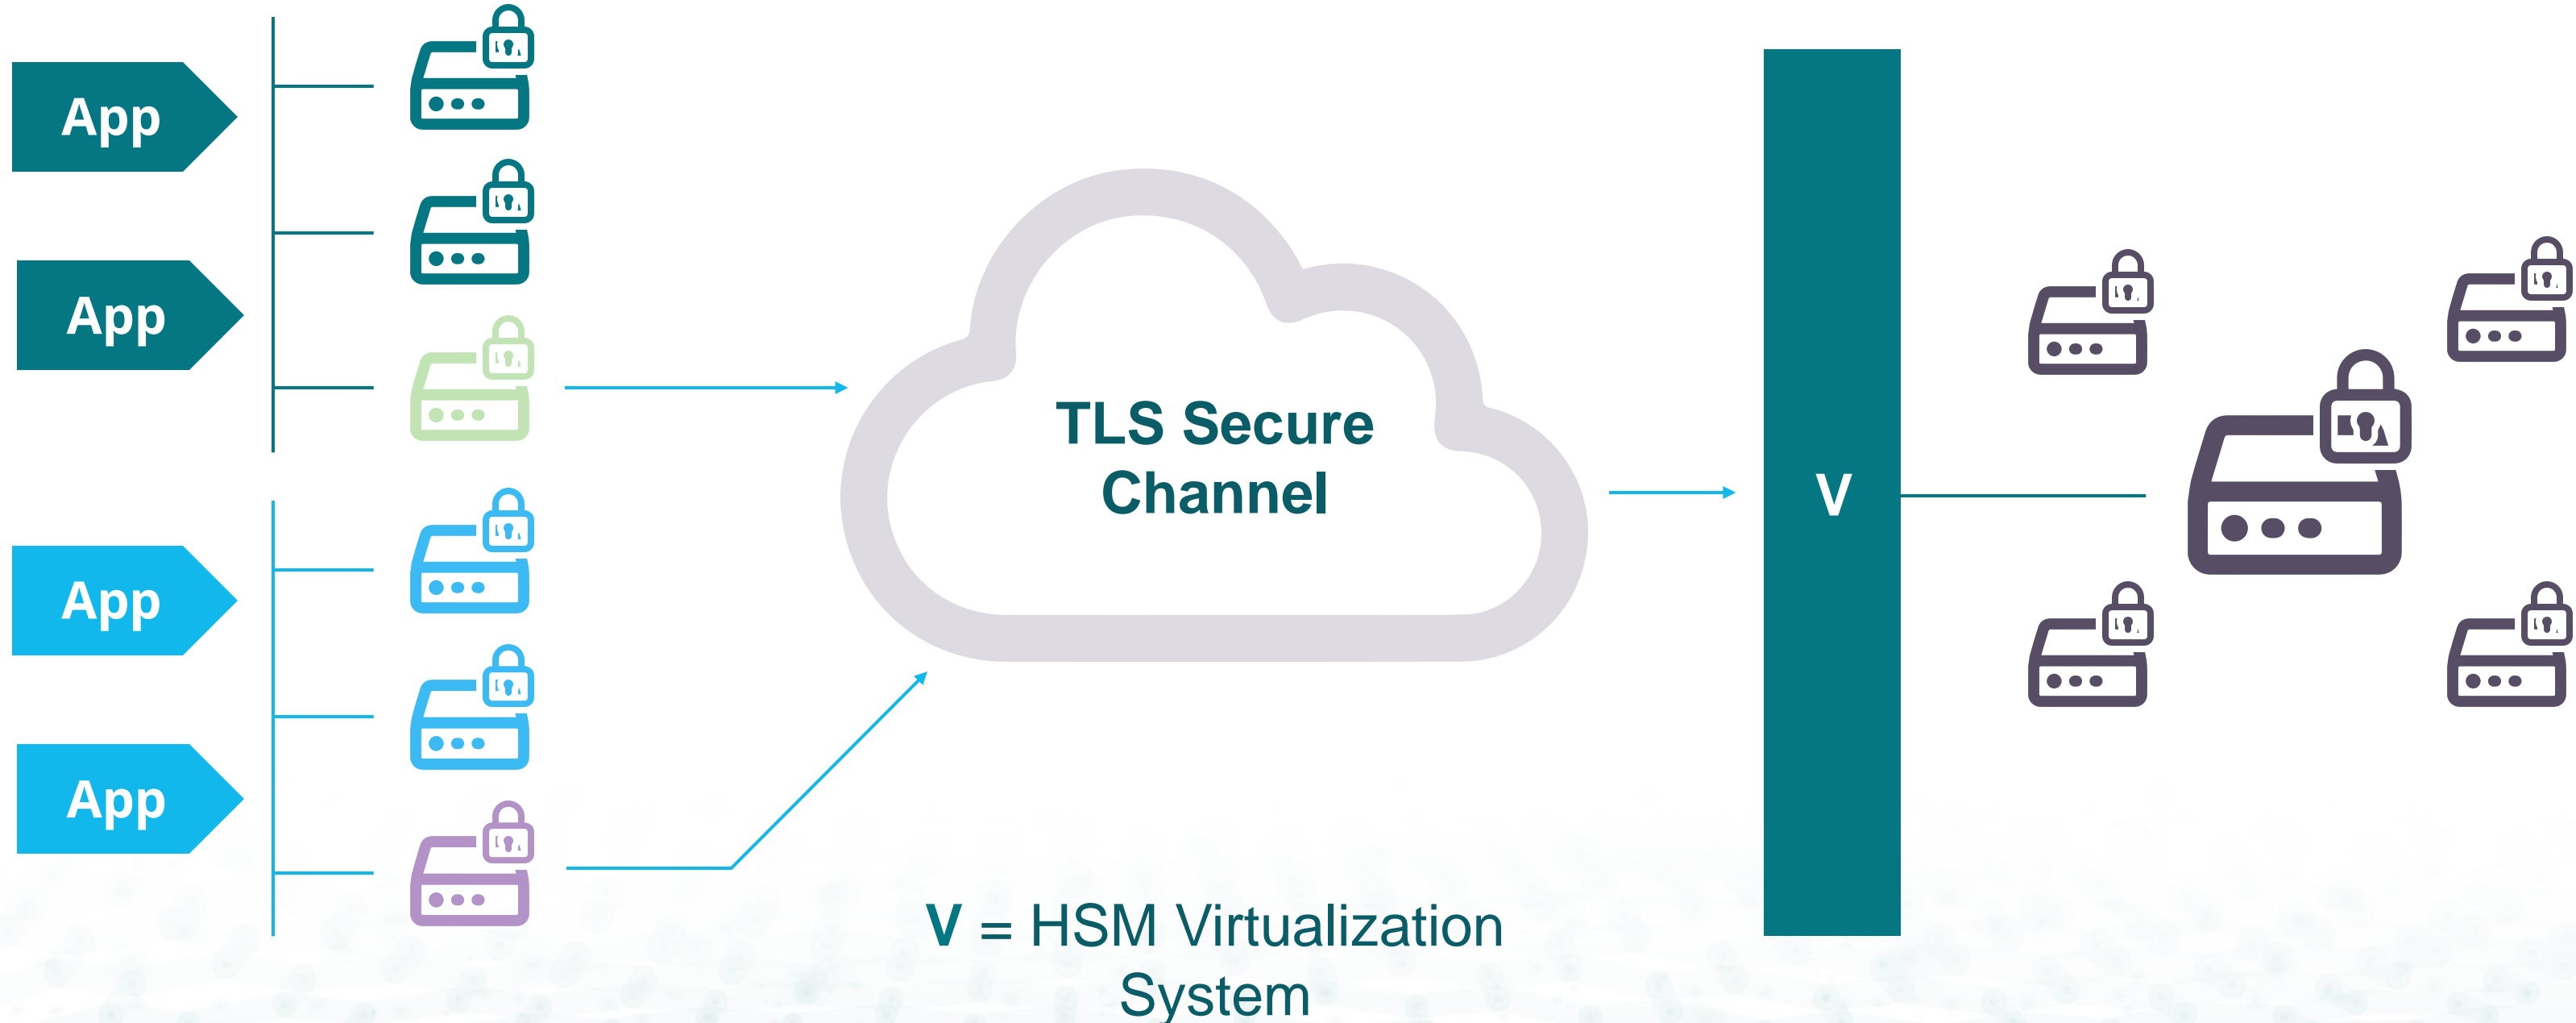 App
App
App
App
TLS Secure
Channel
V
V = HSM Virtualization
System